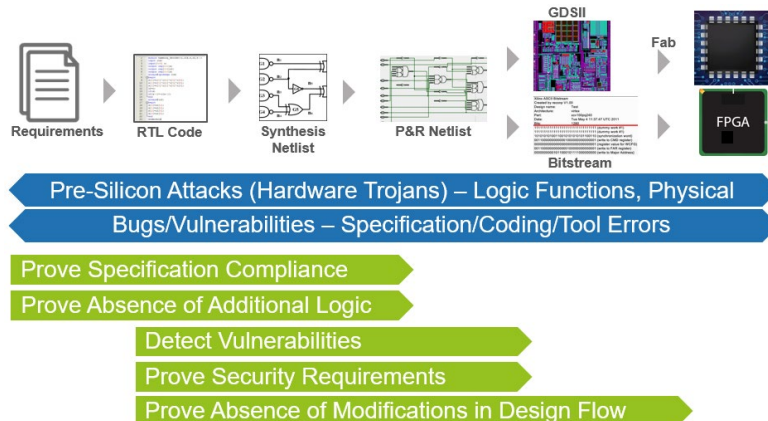 GDSII
Fab
Requirements
RTL Code
Synthesis
Netlist
P&R Netlist
Bitstream
FPGA
Pre-Silicon Attacks (Hardware Trojans) – Logic Functions, Physical
Bugs/Vulnerabilities – Specification/Coding/Tool Errors
Prove Specification Compliance
Prove Absence of Additional Logic
Detect Vulnerabilities
Prove Security Requirements
Prove Absence of Modifications in Design Flow